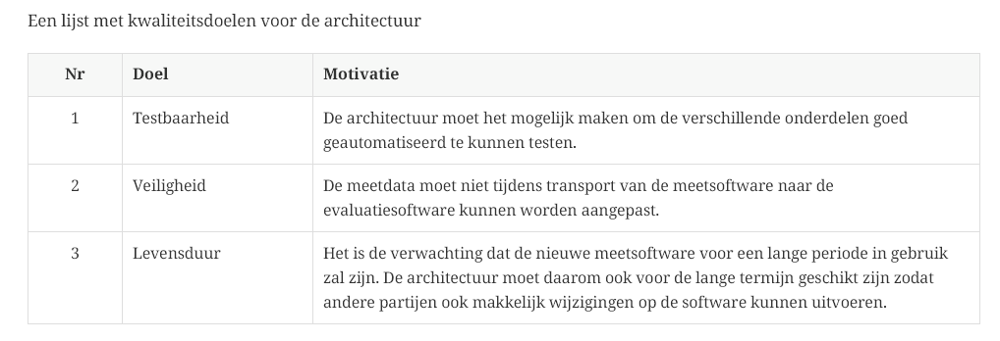 Een lijst met kwaliteitsdoelen voor de architectuur
Nr Doel Motivatie
1 Testbaarheid De architectuur moet het mogelijk maken om de verschillende onderdelen goed
geautomatiseerd te kunnen testen.
2 Veiligheid De meetdata moet niet tijdens transport van de meetsoftware naar de
evaluatiesoftware kunnen worden aangepast.
3 Levensduur Het is de verwachting dat de nieuwe meetsoftware voor een lange periode in gebruik
zal zijn. De architectuur moet daarom ook voor de lange termijn geschikt zijn zodat
andere partijen ook makkelijk wijzigingen op de software kunnen uitvoeren.